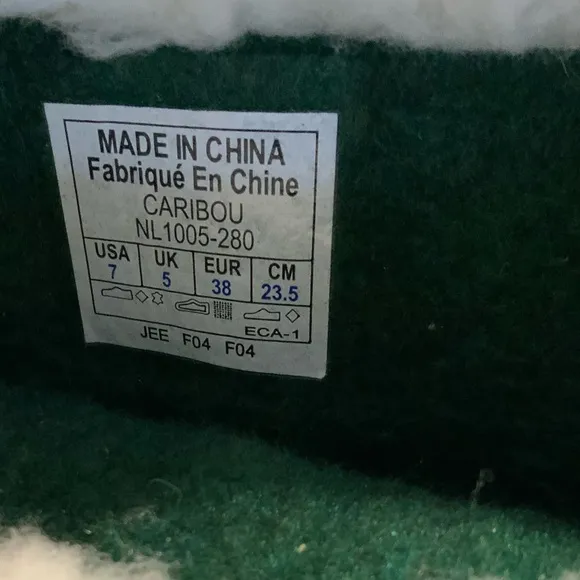 MADE IN CHINA
Fabriqué En Chine
CARIBOU
NL1005-280
USA UK EUR CM
7 5 38 23.5
ECA-1
JEE F04 F04